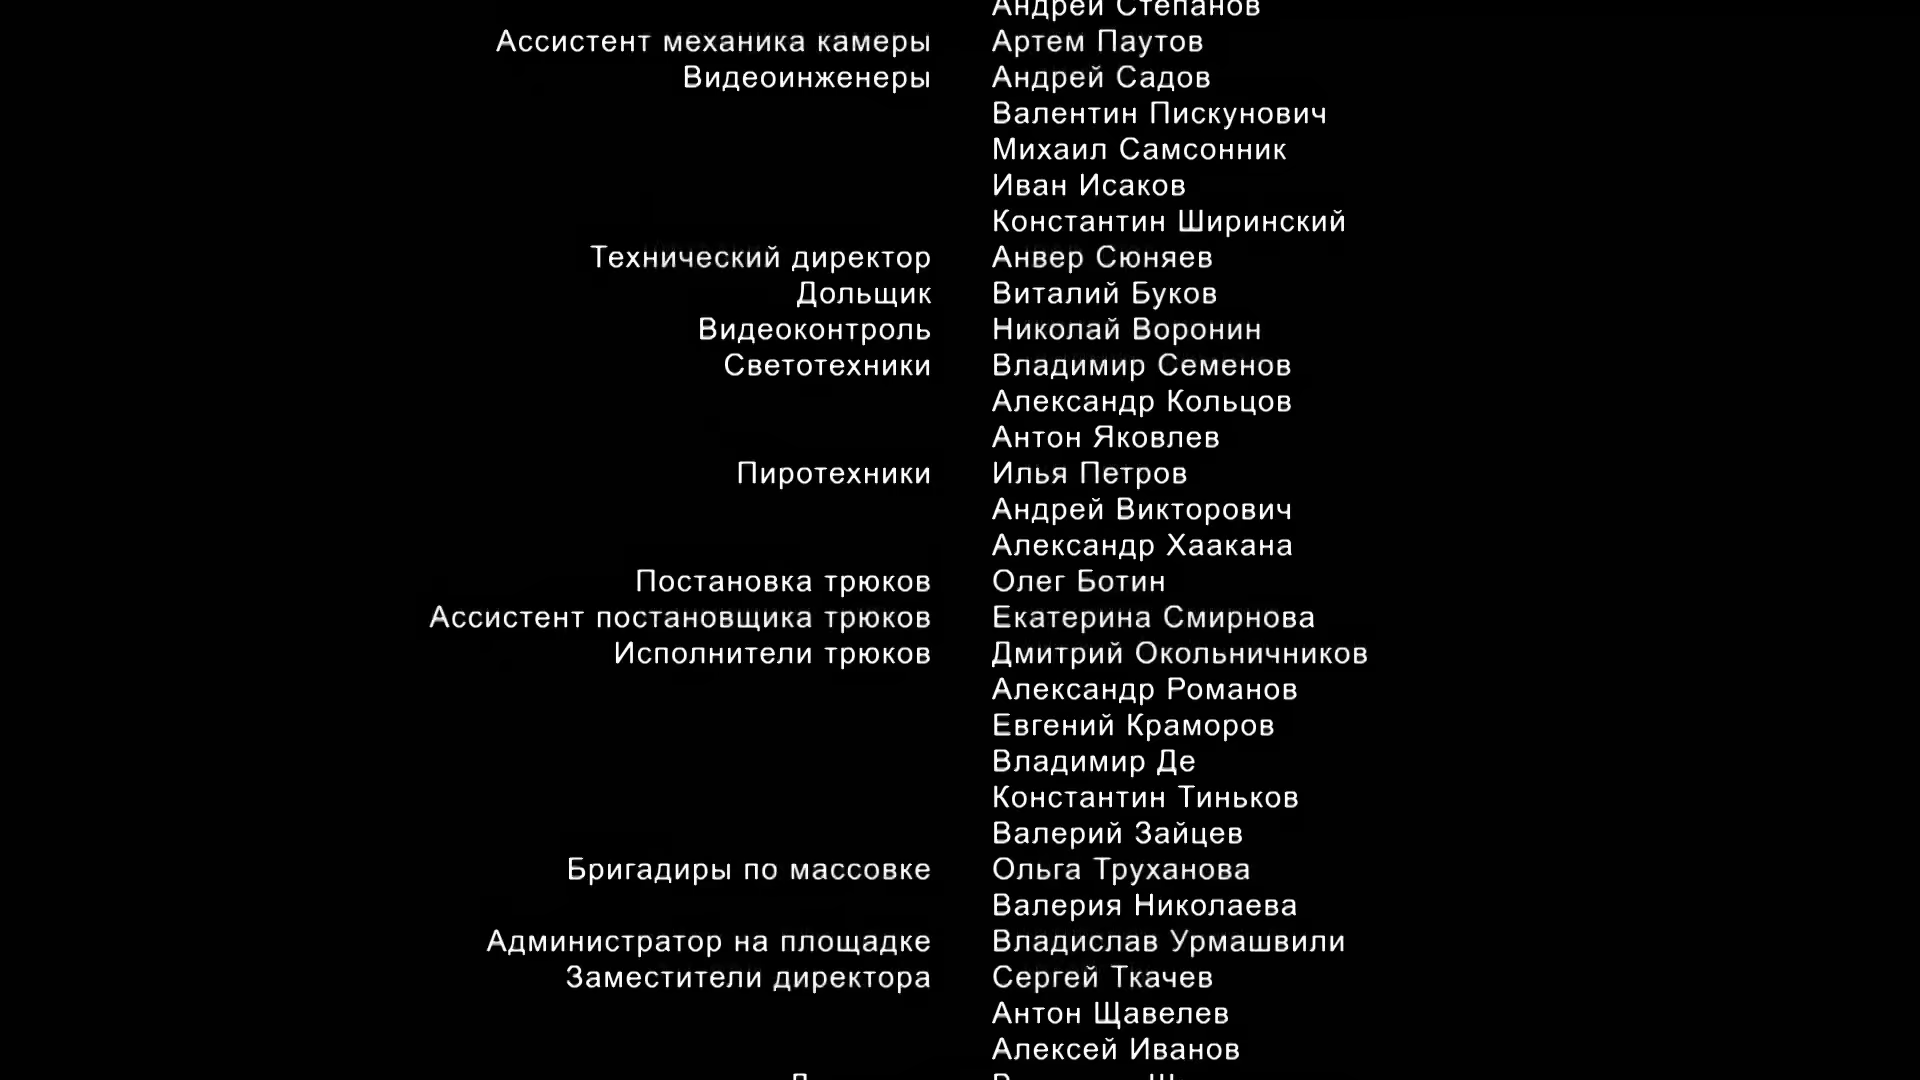 Андрей Степанов
Ассистент механика камеры Артем Паутов
Видеоинженеры Андрей Садов
Валентин Пискунович
Михаил Самсонник
Иван Исаков
Константин Ширинский
Технический директор Анвер Сюняев
Дольщик Виталий Буков
Видеоконтроль Николай Воронин
Светотехники Владимир Семенов
Александр Кольцов
Антон Яковлев
Пиротехники Илья Петров
Андрей Викторович
Александр Хаакана
Постановка трюков Олег Ботин
Ассистент постановщика трюков Екатерина Смирнова
Исполнители трюков Дмитрий Окольничников
Александр Романов
Евгений Краморов
Владимир Де
Константин Тиньков
Валерий Зайцев
Бригадиры по массовке Ольга Труханова
Валерия Николаева
Администратор на площадке Владислав Урмашвили
Заместители директора Сергей Ткачев
Антон Щавелев
Алексей Иванов